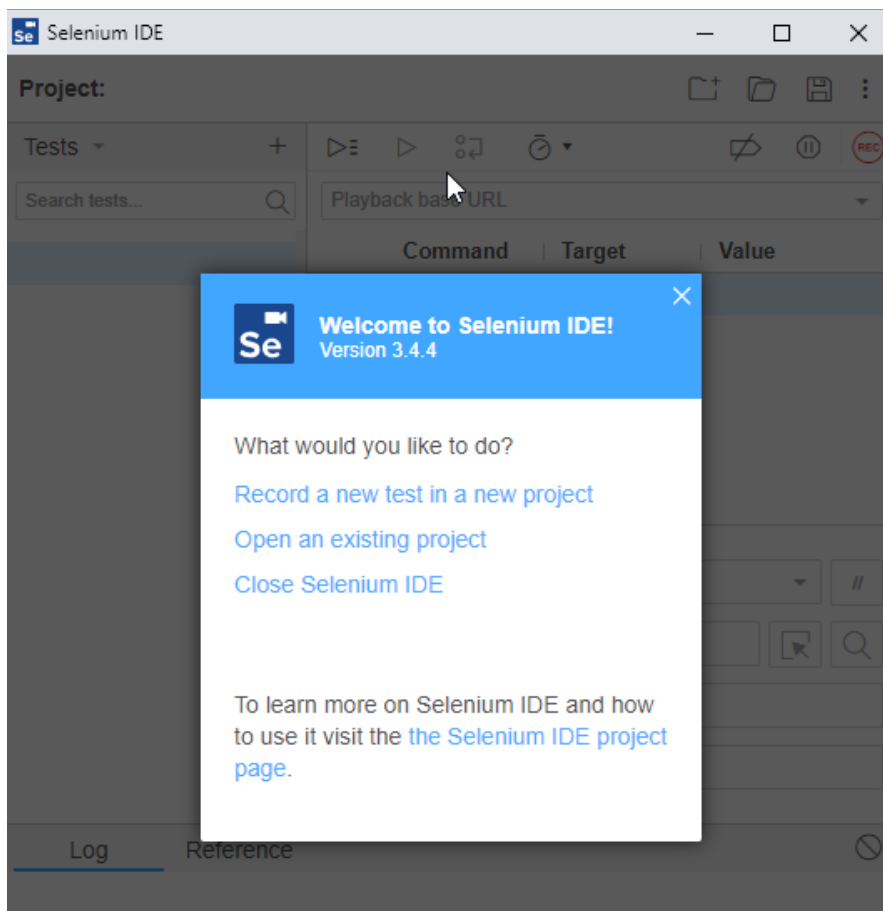 Se Selenium IDE
Project:
Tests +
REC
Search tests...
Playback base URL
Command Target Value
Se
Welcome to Selenium IDE!
Version 3.4.4
What would you like to do?
Record a new test in a new project
Open an existing project
Close Selenium IDE
//
To learn more on Selenium IDE and how
to use it visit the the Selenium IDE project
page.
Log Reference